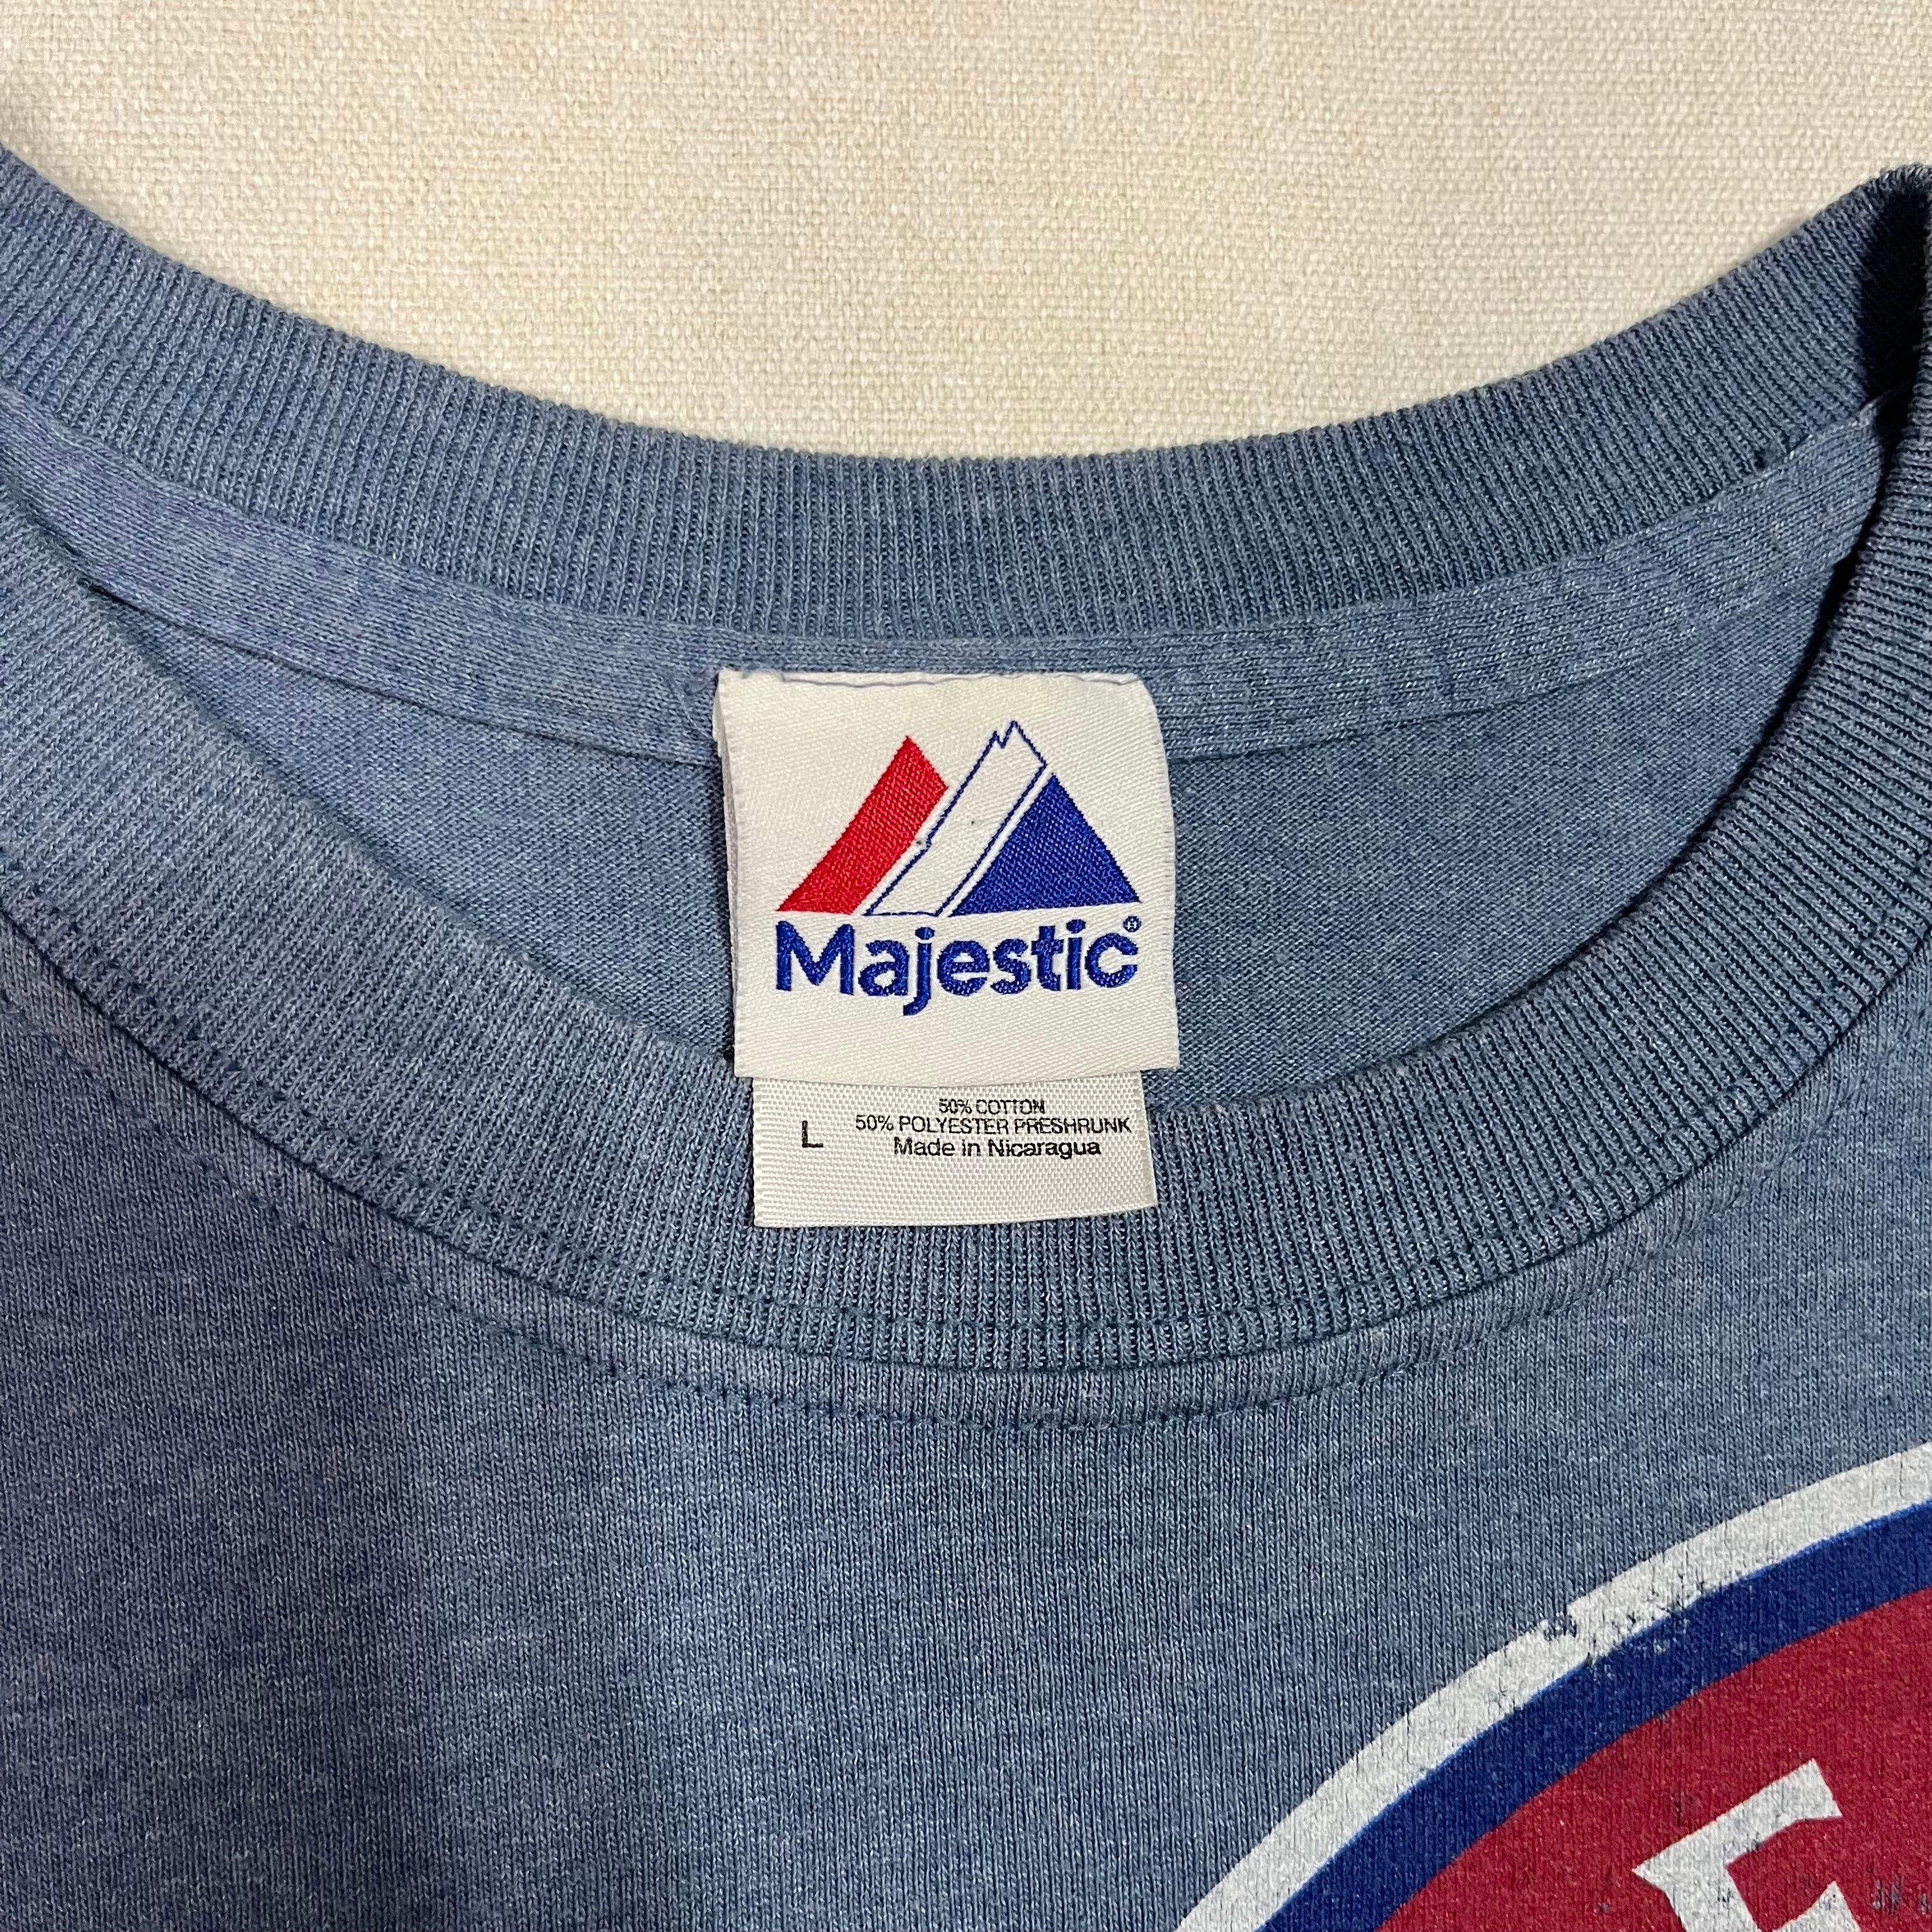 Majestic®
50% COTTON
L 50% POLYESTER PRESHRUNK
Made in Nicaragua